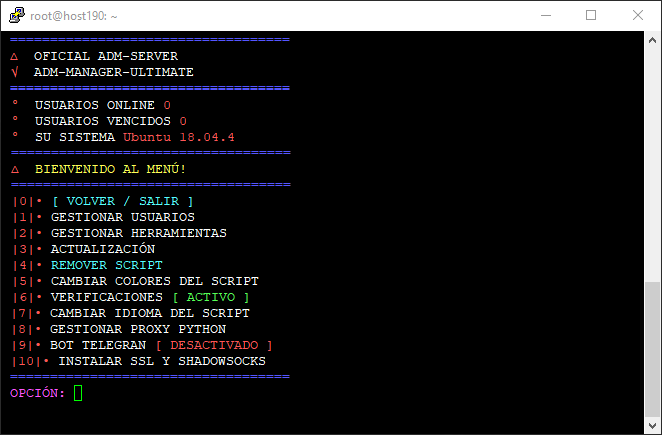 root@host190: ~
===================================
△ OFICIAL ADM-SERVER
√ ADM-MANAGER-ULTIMATE
===================================
° USUARIOS ONLINE 0
° USUARIOS VENCIDOS 0
° SU SISTEMA Ubuntu 18.04.4
===================================
△ BIENVENIDO AL MENÚ!
===================================
|0|• [ VOLVER / SALIR ]
|1|• GESTIONAR USUARIOS
|2|• GESTIONAR HERRAMIENTAS
|3|• ACTUALIZACIÓN
|4|• REMOVER SCRIPT
|5|• CAMBIAR COLORES DEL SCRIPT
|6|• VERIFICACIONES [ ACTIVO ]
|7|• CAMBIAR IDIOMA DEL SCRIPT
|8|• GESTIONAR PROXY PYTHON
|9|• BOT TELEGRAN [ DESACTIVADO ]
|10|• INSTALAR SSL Y SHADOWSOCKS
===================================
OPCIÓN: